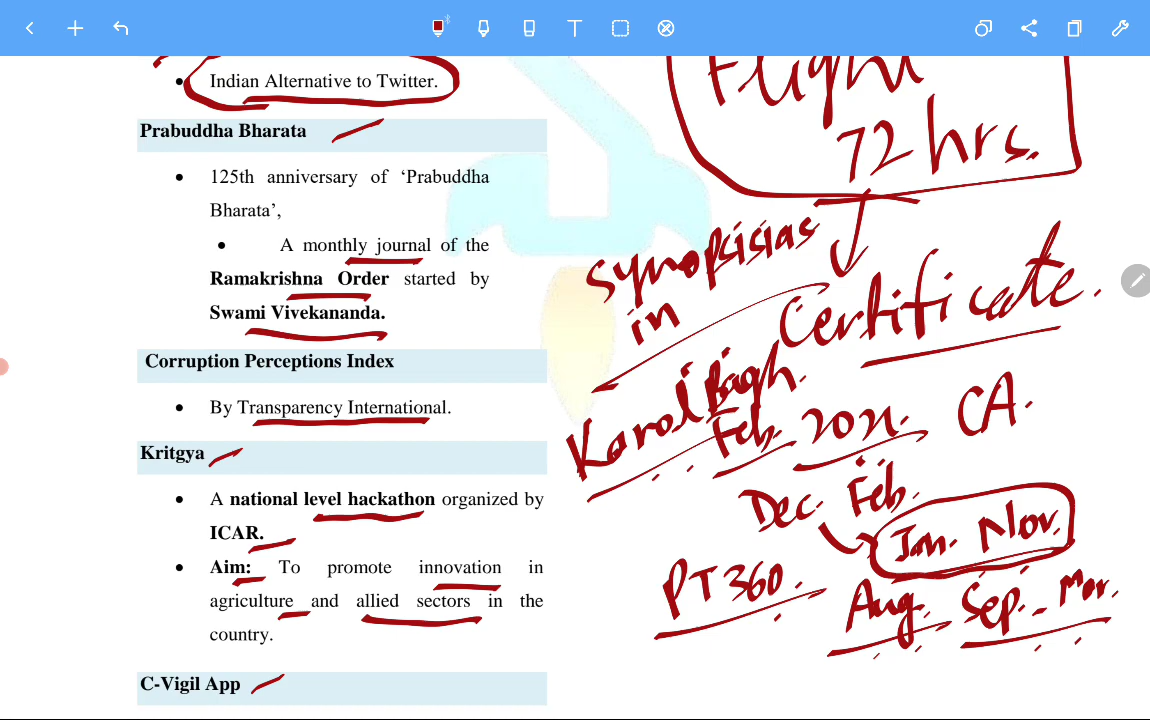 Indian Alternative to Twitter.
Prabuddha Bharata
125th anniversary of ‘Prabuddha
Bharata’,
A monthly journal of the
Ramakrishna Order started by
Swami Vivekananda.
Corruption Perceptions Index
By Transparency International.
Kritgya
A national level hackathon organized by
ICAR.
Aim: To promote innovation in
agriculture and allied sectors in the
country.
C-Vigil App
Flight
72 hrs.
Synopsisias
in
Certificate.
Karol Bagh.
Feb. 2021. CA.
Dec. Feb.
Jan. Nov.
PT 360.
Aug. Sep. - Mar.